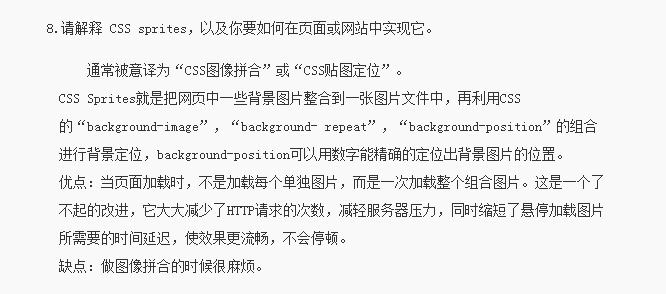 8.请解释 CSS sprites，以及你要如何在页面或网站中实现它。
通常被意译为“CSS图像拼合”或“CSS贴图定位”。
CSS Sprites就是把网页中一些背景图片整合到一张图片文件中，再利用CSS
的“background-image”，“background- repeat”，“background-position”的组合
进行背景定位，background-position可以用数字能精确的定位出背景图片的位置。
优点：当页面加载时，不是加载每个单独图片，而是一次加载整个组合图片。这是一个了
不起的改进，它大大减少了HTTP请求的次数，减轻服务器压力，同时缩短了悬停加载图片
所需要的时间延迟，使效果更流畅，不会停顿。
缺点：做图像拼合的时候很麻烦。